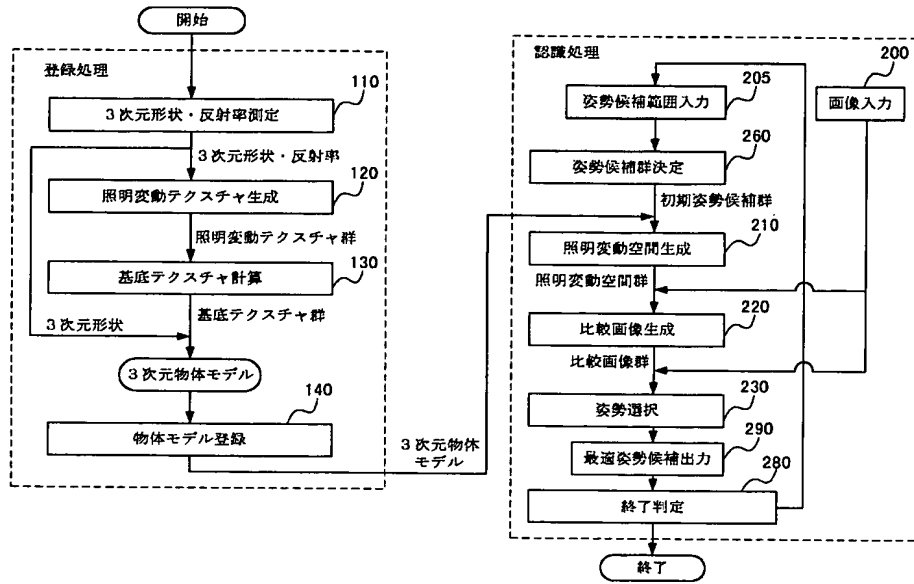 開始
登録処理
110
3次元形状・反射率測定
3次元形状・反射率
120
照明変動テクスチャ生成
照明変動テクスチャ群
130
基底テクスチャ計算
基底テクスチャ群
3次元形状
3次元物体モデル
140
物体モデル登録
3次元物体
モデル
認識処理
200
画像入力
205
姿勢候補範囲入力
260
姿勢候補群決定
初期姿勢候補群
210
照明変動空間生成
照明変動空間群
220
比較画像生成
比較画像群
230
姿勢選択
290
最適姿勢候補出力
280
終了判定
終了